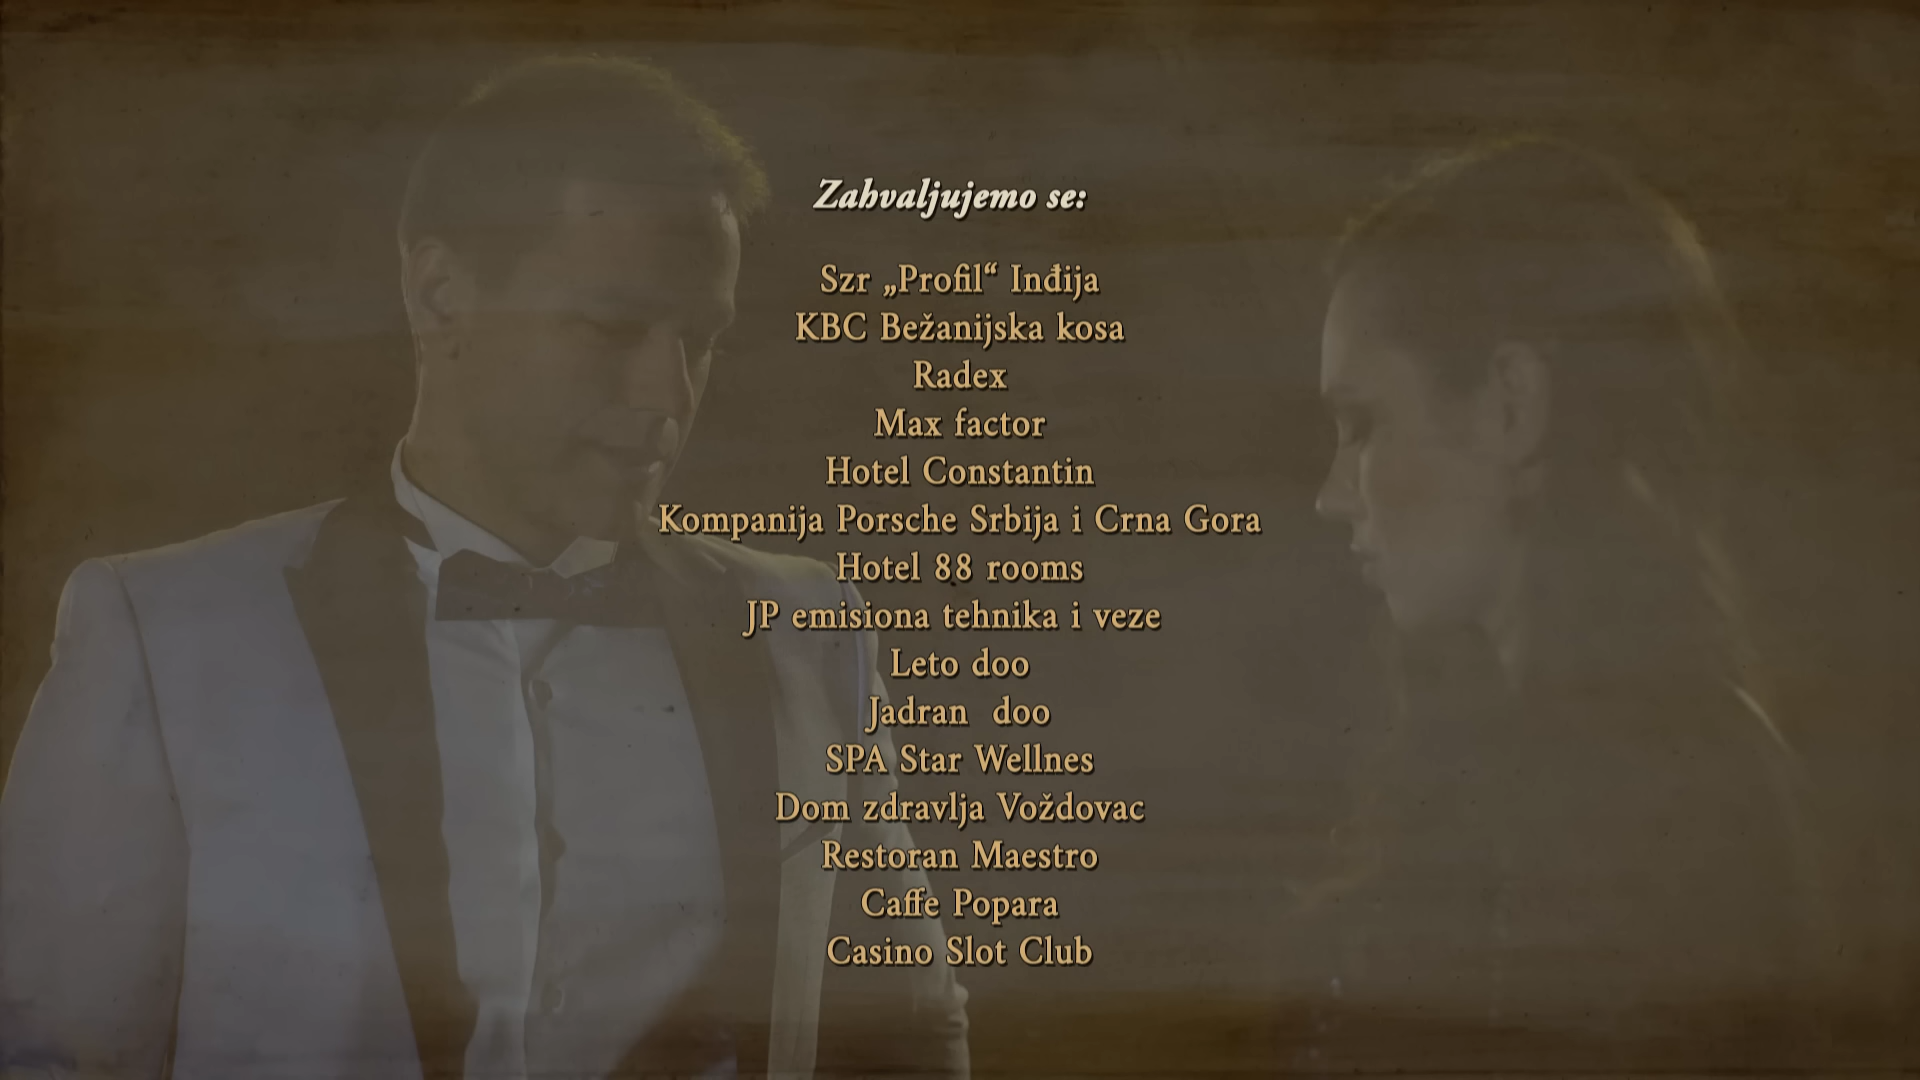 Zahvaljujemo se:
Szr „Profil“ Inđija
KBC Bežanijska kosa
Radex
Max factor
Hotel Constantin
Kompanija Porsche Srbija i Crna Gora
Hotel 88 rooms
JP emisiona tehnika i veze
Leto doo
Jadran doo
SPA Star Wellnes
Dom zdravlja Voždovac
Restoran Maestro
Caffe Popara
Casino Slot Club